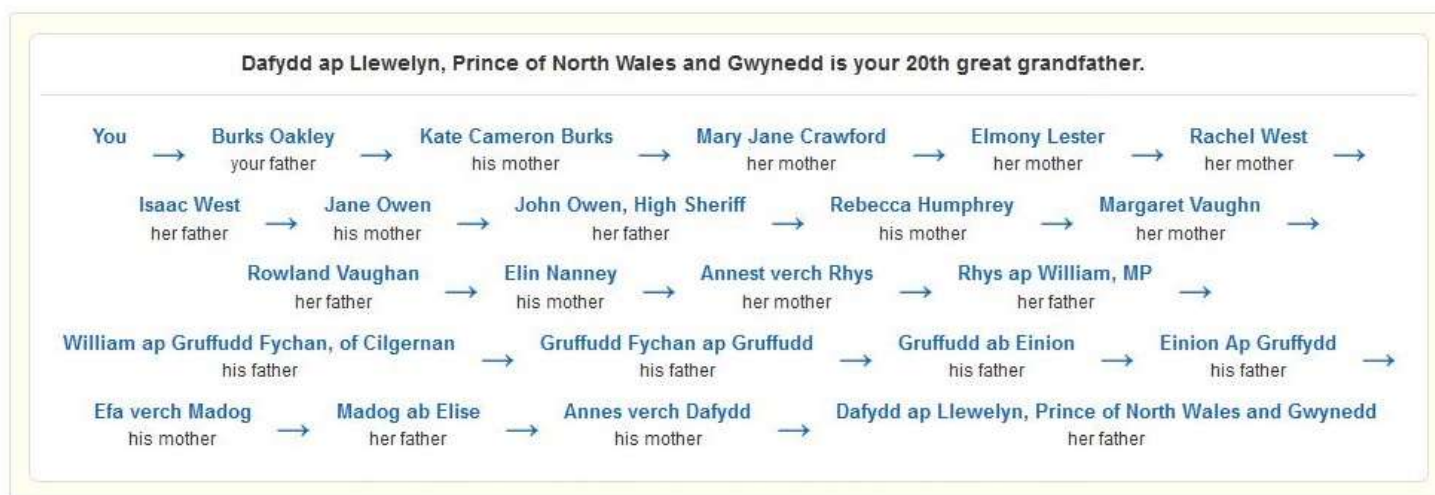 Dafydd ap Llewelyn, Prince of North Wales and Gwynedd is your 20th great grandfather.
You → Burks Oakley → Kate Cameron Burks → Mary Jane Crawford → Elmony Lester → Rachel West →
your father his mother her mother her mother her mother
Isaac West → Jane Owen → John Owen, High Sheriff → Rebecca Humphrey → Margaret Vaughn →
her father his mother her father his mother her mother
Rowland Vaughan → Elin Nanney → Annest verch Rhys → Rhys ap William, MP →
her father his mother her mother her father
William ap Gruffudd Fychan, of Cilgernan → Gruffudd Fychan ap Gruffudd → Gruffudd ab Einion → Einion Ap Gruffydd →
his father his father his father his father
Efa verch Madog → Madog ab Elise → Annes verch Dafydd → Dafydd ap Llewelyn, Prince of North Wales and Gwynedd
his mother her father his mother her father